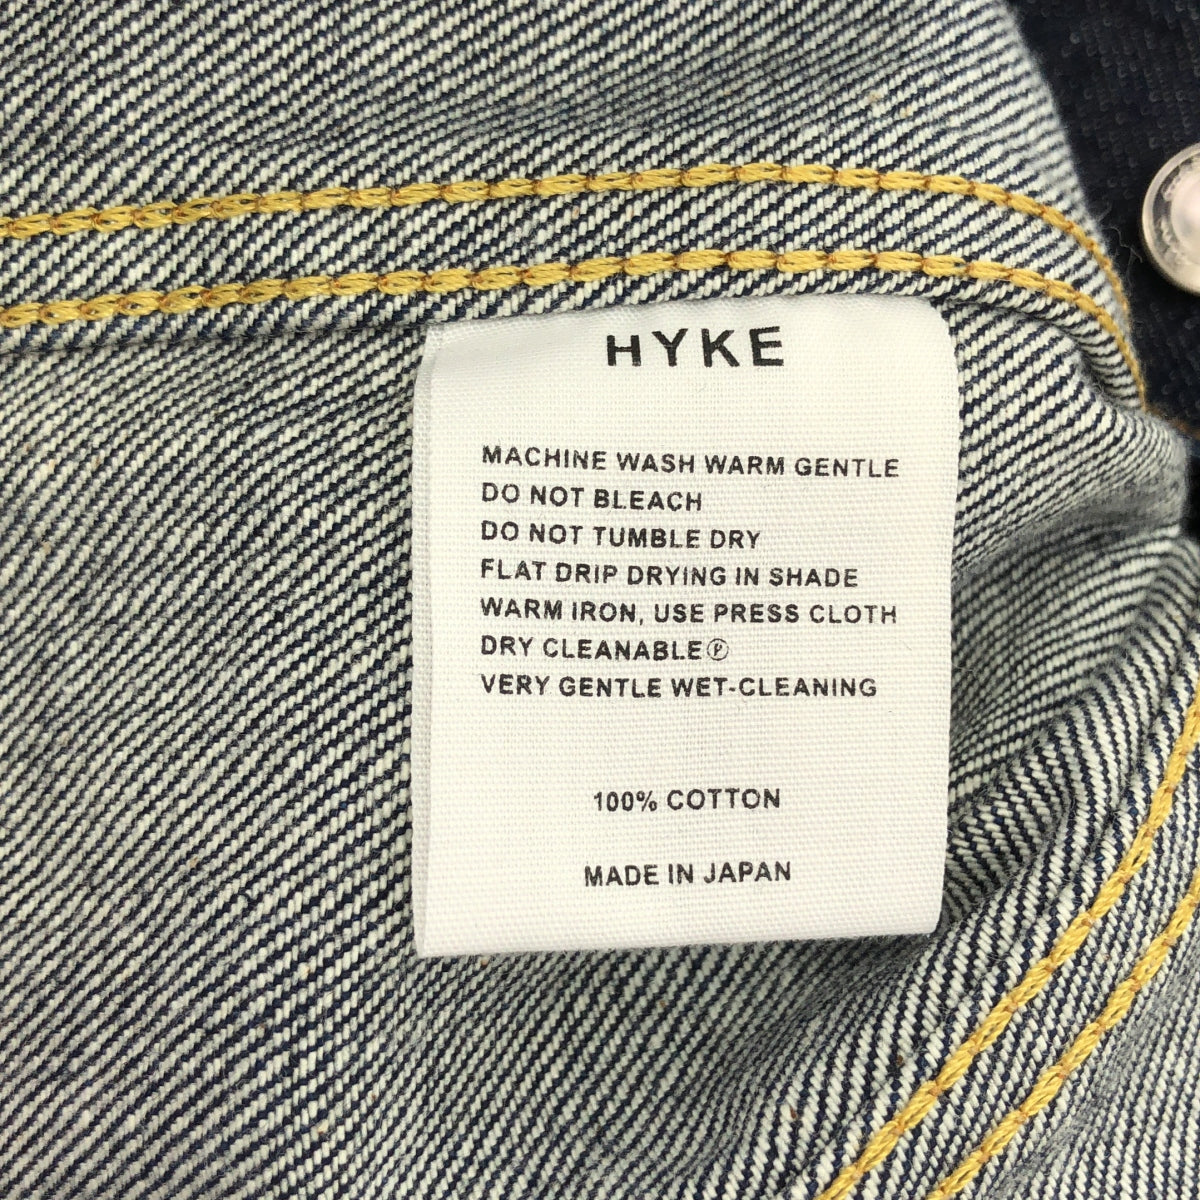 HYKE
MACHINE WASH WARM GENTLE
DO NOT BLEACH
DO NOT TUMBLE DRY
FLAT DRIP DRYING IN SHADE
WARM IRON, USE PRESS CLOTH
DRY CLEANABLEⓅ
VERY GENTLE WET-CLEANING
100% COTTON
MADE IN JAPAN